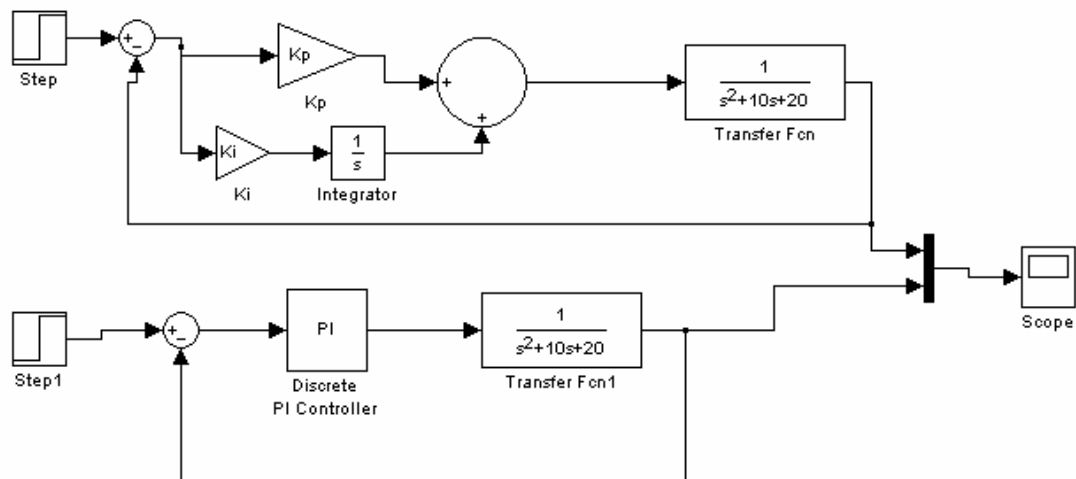 Step
+
−
Kp
Kp
Ki
Ki
1
s
Integrator
+
+
1
s²+10s+20
Transfer Fcn
Step1
+
−
PI
Discrete
PI Controller
1
s²+10s+20
Transfer Fcn1
Scope